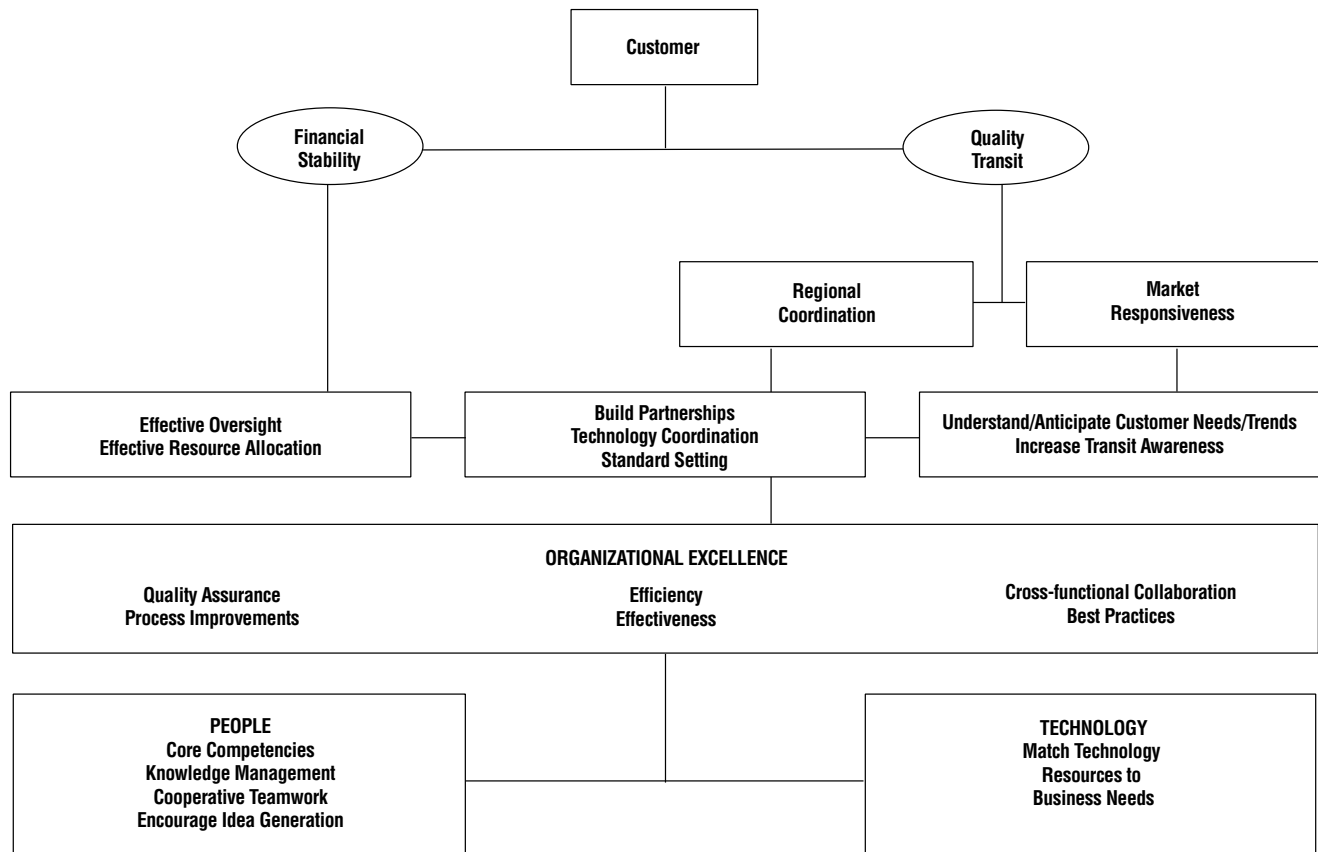 Customer
Financial
Stability
Quality
Transit
Regional
Coordination
Market
Responsiveness
Effective Oversight
Effective Resource Allocation
Build Partnerships
Technology Coordination
Standard Setting
Understand/Anticipate Customer Needs/Trends
Increase Transit Awareness
ORGANIZATIONAL EXCELLENCE
Quality Assurance
Process Improvements
Efficiency
Effectiveness
Cross-functional Collaboration
Best Practices
PEOPLE
Core Competencies
Knowledge Management
Cooperative Teamwork
Encourage Idea Generation
TECHNOLOGY
Match Technology
Resources to
Business Needs